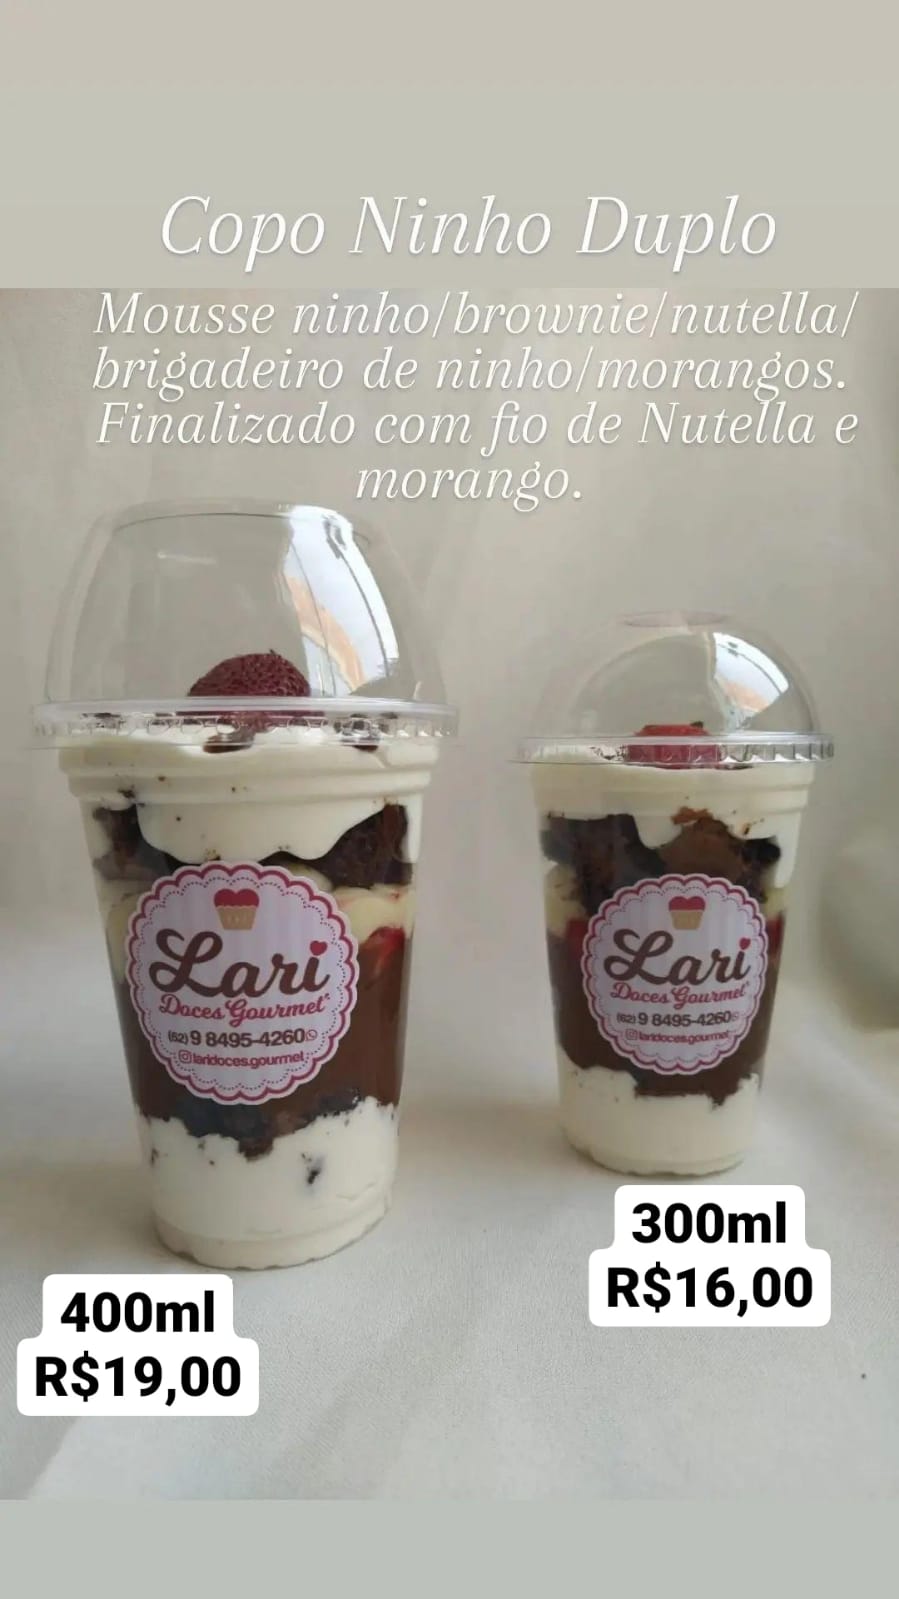 Copo Ninho Duplo
Mousse ninho/brownie/nutella/
brigadeiro de ninho/morangos.
Finalizado com fio de Nutella e
morango.
Lari
Doces Gourmet
(62) 9 8495-4260
laridoces.gourmet
Lari
Doces Gourmet
(62) 9 8495-4260
laridoces.gourmet
300ml
R$16,00
400ml
R$19,00